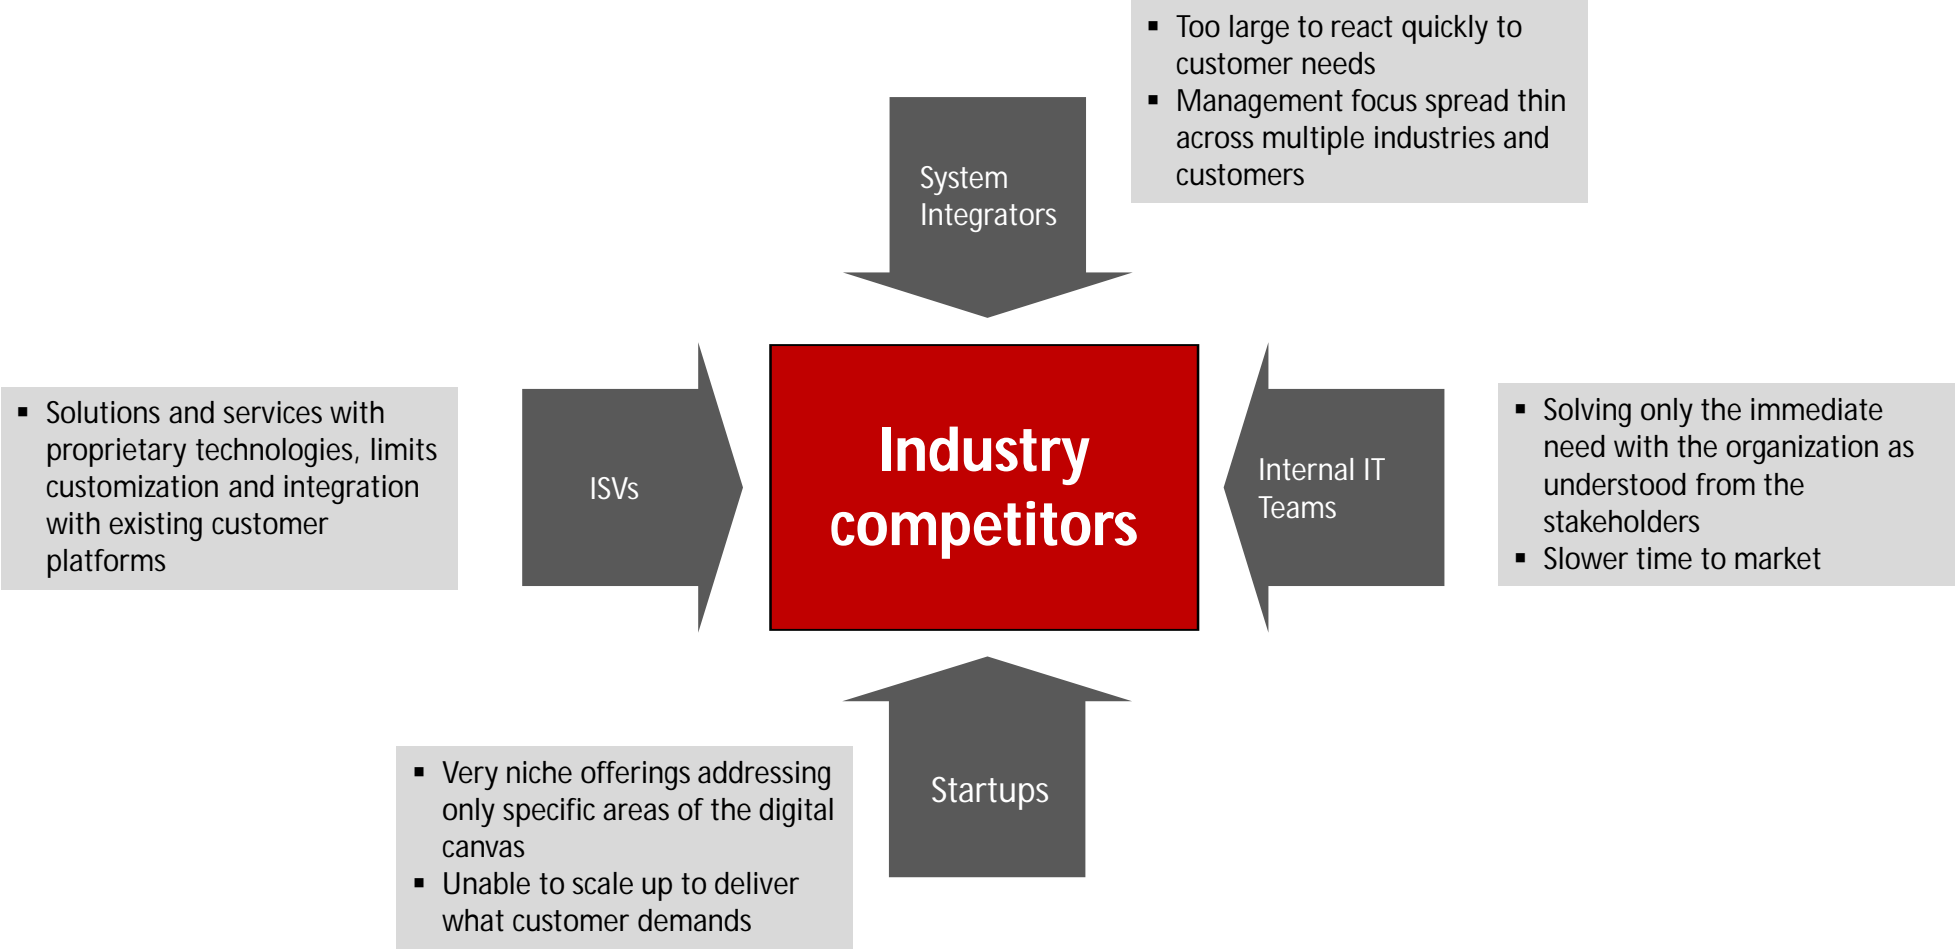 ▪ Too large to react quickly to
customer needs
▪ Management focus spread thin
across multiple industries and
customers
System
Integrators
▪ Solutions and services with
proprietary technologies, limits
customization and integration
with existing customer
platforms
ISVs
Industry
competitors
Internal IT
Teams
▪ Solving only the immediate
need with the organization as
understood from the
stakeholders
▪ Slower time to market
▪ Very niche offerings addressing
only specific areas of the digital
canvas
▪ Unable to scale up to deliver
what customer demands
Startups